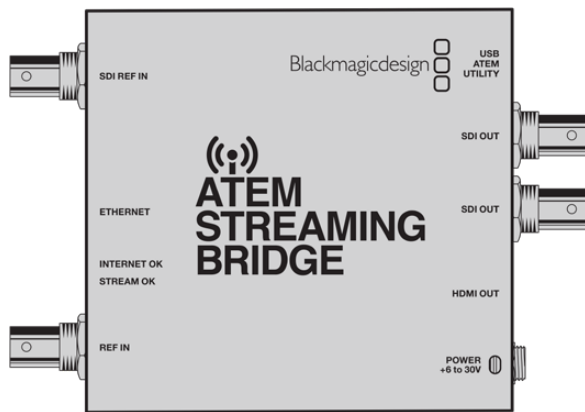 Blackmagicdesign
USB
ATEM
UTILITY
SDI REF IN
SDI OUT
ATEM
STREAMING
BRIDGE
ETHERNET
SDI OUT
INTERNET OK
STREAM OK
HDMI OUT
REF IN
POWER
+6 to 30V